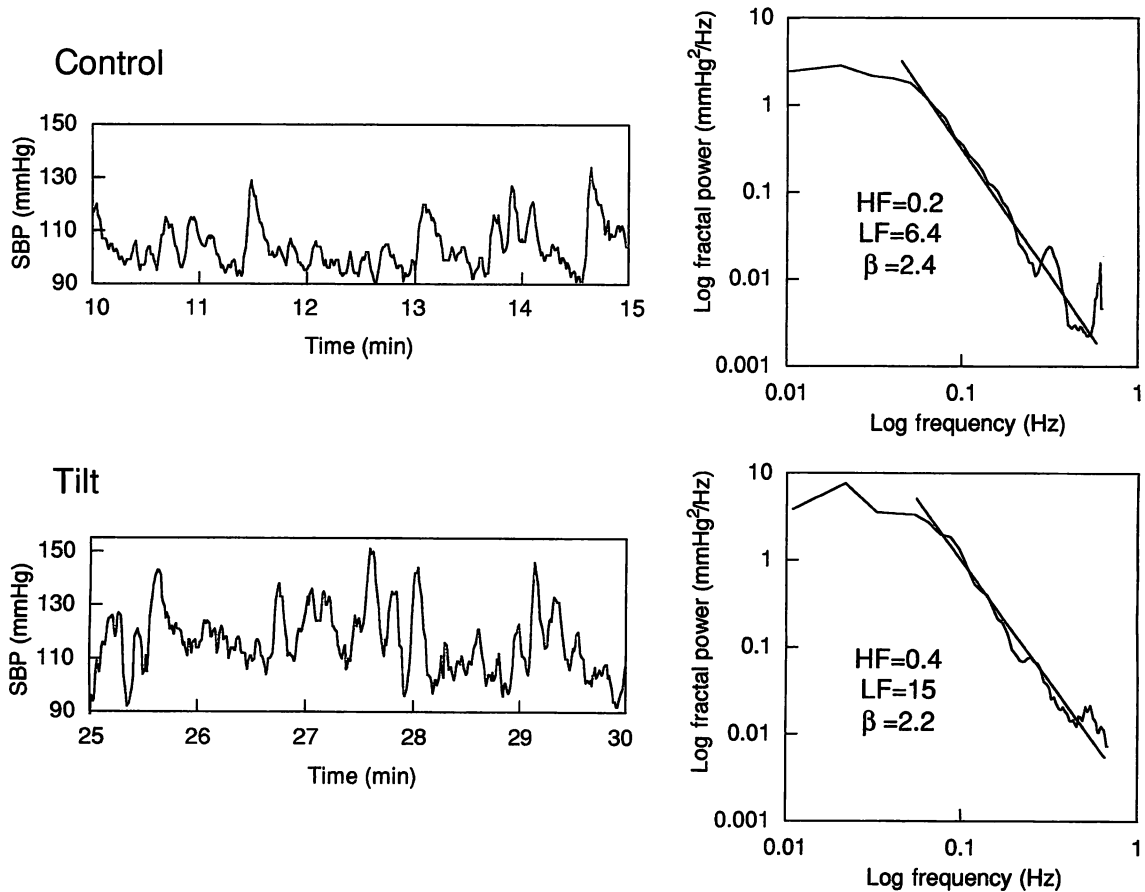 Control
SBP (mmHg)
150
130
110
90
10 11 12 13 14 15
Time (min)
Log fractal power (mmHg²/Hz)
10
1
0.1
0.01
0.001
HF=0.2
LF=6.4
β =2.4
0.01 0.1 1
Log frequency (Hz)
Tilt
SBP (mmHg)
150
130
110
90
25 26 27 28 29 30
Time (min)
Log fractal power (mmHg²/Hz)
10
1
0.1
0.01
0.001
HF=0.4
LF=15
β =2.2
0.01 0.1 1
Log frequency (Hz)